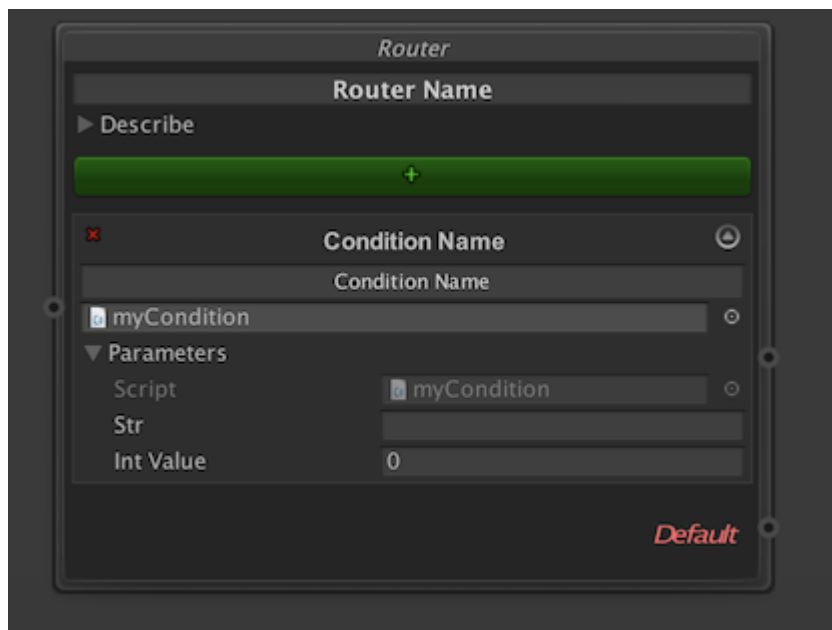 Router
Router Name
Describe
+
Condition Name
Condition Name
myCondition
Parameters
Script myCondition
Str
Int Value 0
Default